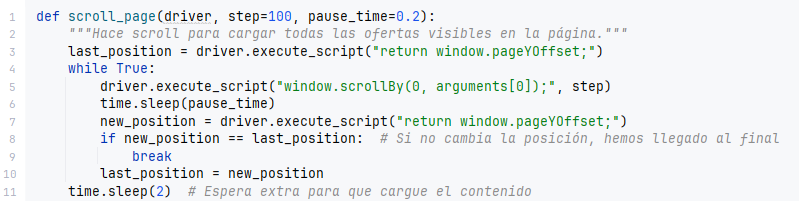 1 def scroll_page(driver, step=100, pause_time=0.2):
2     """Hace scroll para cargar todas las ofertas visibles en la página."""
3     last_position = driver.execute_script("return window.pageYOffset;")
4     while True:
5         driver.execute_script("window.scrollBy(0, arguments[0]);", step)
6         time.sleep(pause_time)
7         new_position = driver.execute_script("return window.pageYOffset;")
8         if new_position == last_position:  # Si no cambia la posición, hemos llegado al final
9             break
10         last_position = new_position
11     time.sleep(2)  # Espera extra para que cargue el contenido